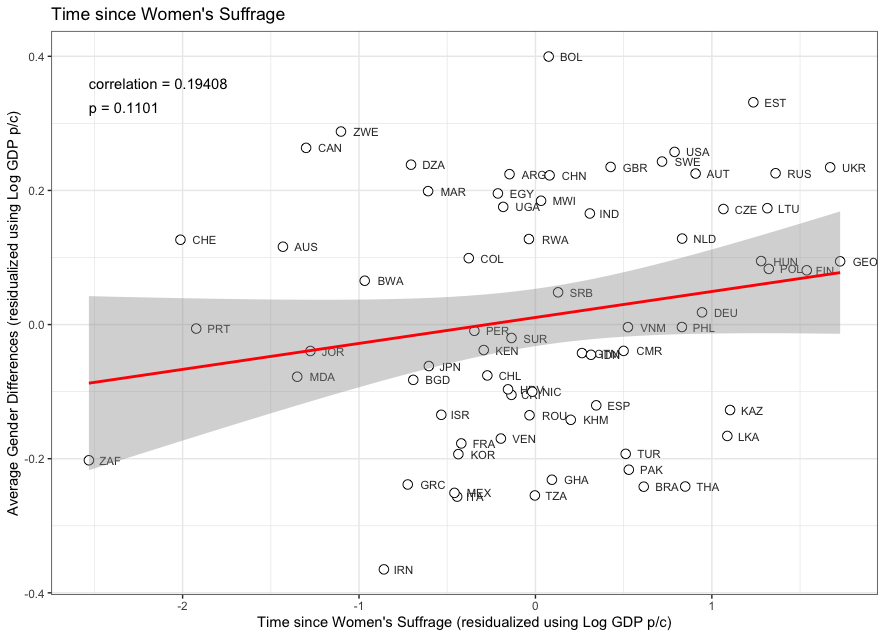 Time since Women's Suffrage
correlation = 0.19408
p = 0.1101
Average Gender Differences (residualized using Log GDP p/c)
0.4
0.2
0.0
-0.2
-0.4
BOL
EST
ZWE
CAN
USA
SWE
DZA
GBR
UKR
ARG
CHN
AUT
RUS
MAR
EGY
MWI
UGA
IND
CZE
LTU
CHE
RWA
NLD
AUS
COL
HUN
GEO
POL
FIN
BWA
SRB
DEU
PRT
PER
VNM
PHL
SUR
JOR
KEN
IDN
CMR
JPN
MDA
BGD
CHL
NIC
ESP
ISR
ROU
KHM
KAZ
FRA
VEN
LKA
KOR
TUR
ZAF
PAK
GRC
GHA
BRA
THA
MEX
ITA
TZA
IRN
-2
-1
0
1
Time since Women's Suffrage (residualized using Log GDP p/c)